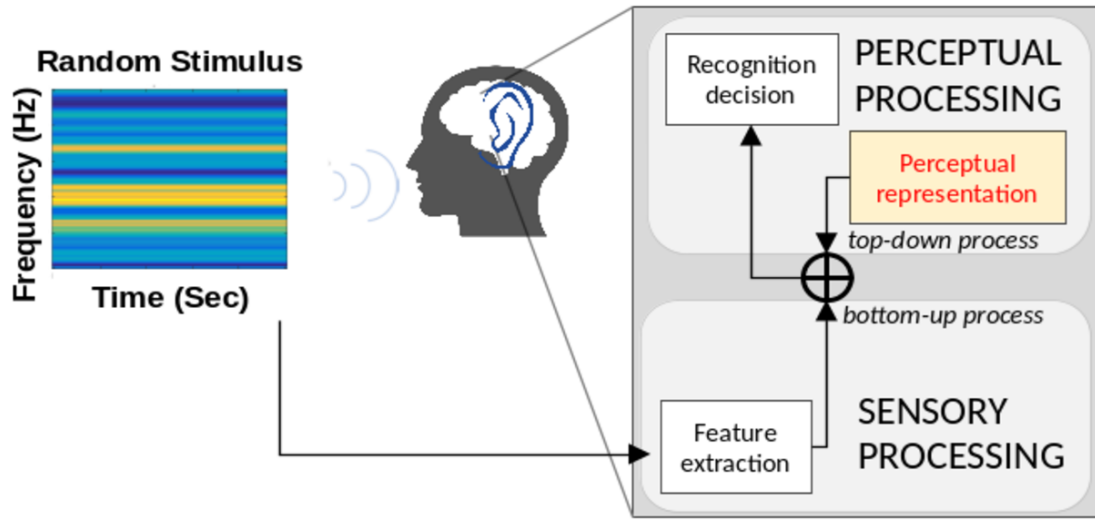 Random Stimulus
Frequency (Hz)
Time (Sec)
Recognition
decision
PERCEPTUAL
PROCESSING
Perceptual
representation
top-down process
bottom-up process
Feature
extraction
SENSORY
PROCESSING